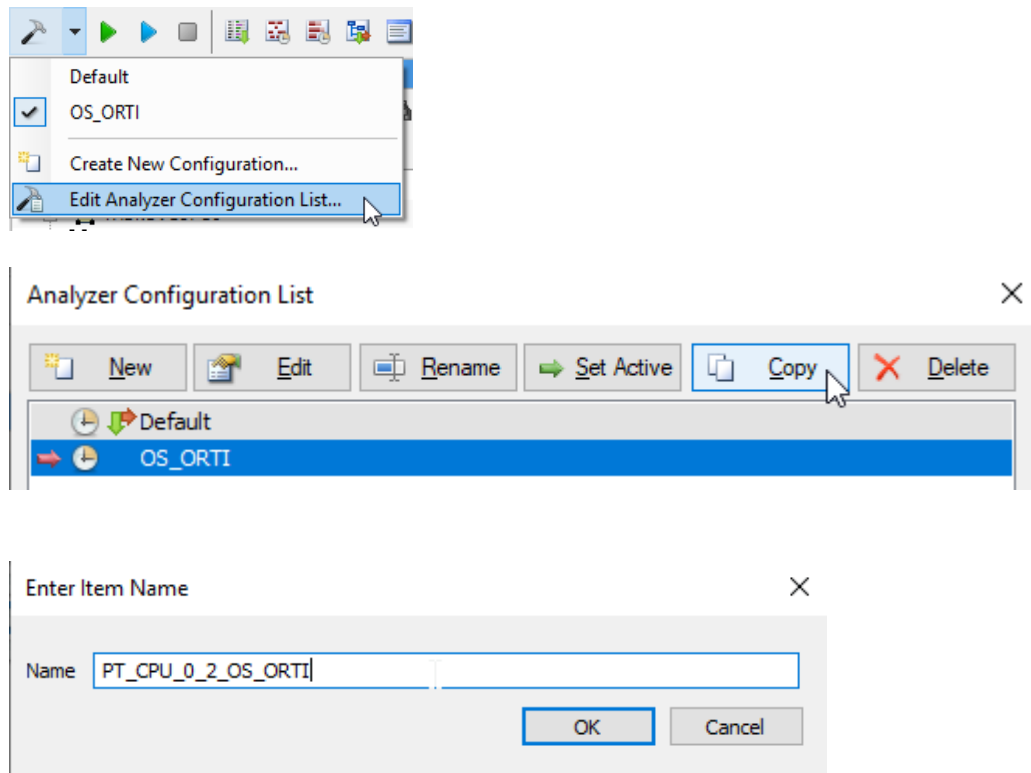 Default
OS_ORTI
Create New Configuration...
Edit Analyzer Configuration List...
Analyzer Configuration List
New Edit Rename Set Active Copy Delete
Default
OS_ORTI
Enter Item Name
Name PT_CPU_0_2_OS_ORTI
OK Cancel